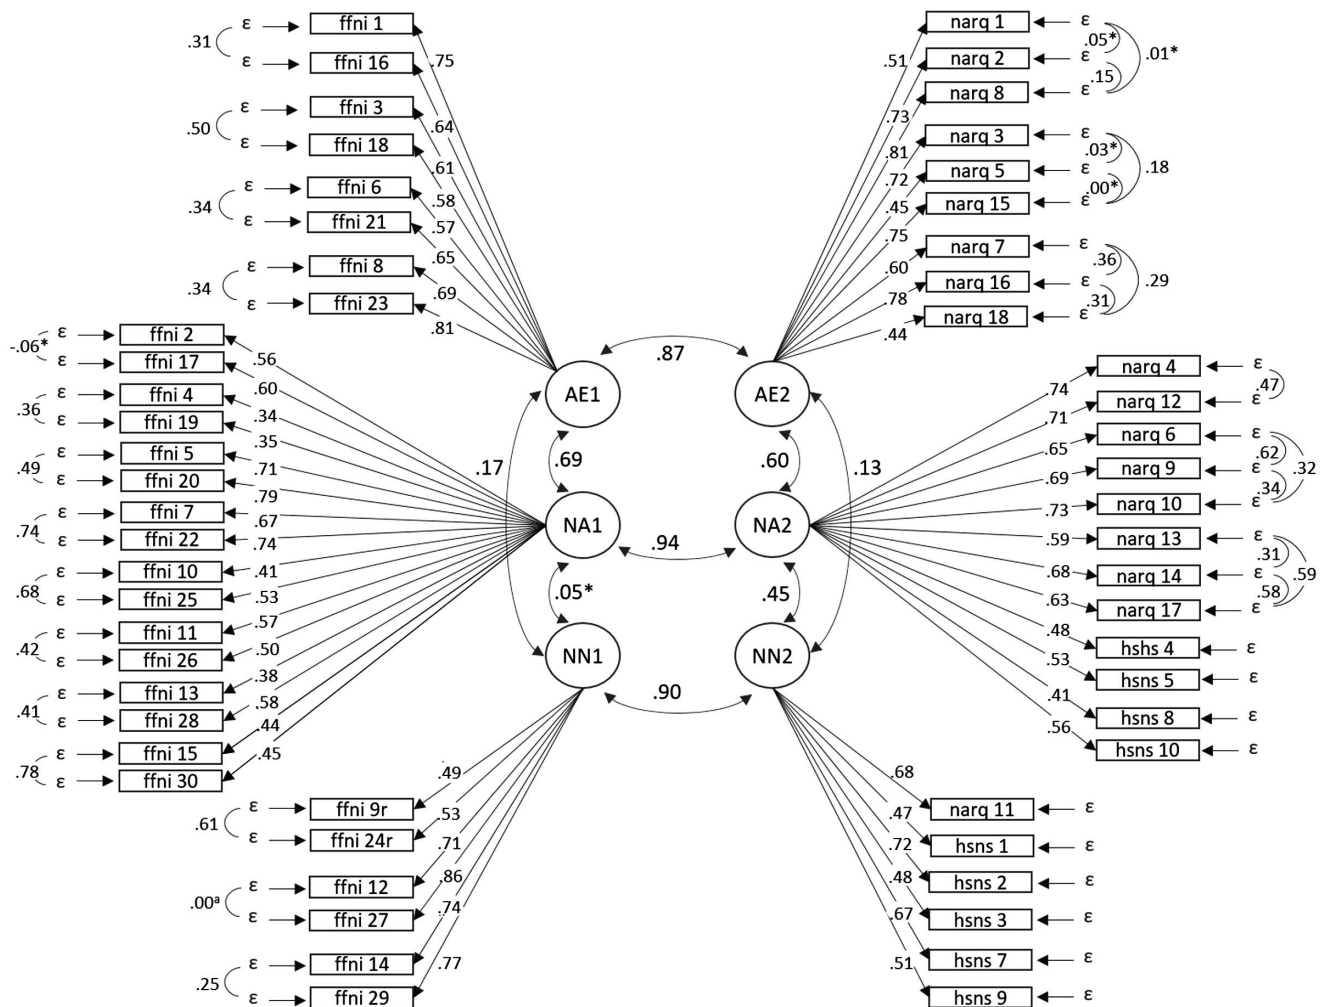 ε ffni 1
.31
ε ffni 16
ε ffni 3
.50
ε ffni 18
ε ffni 6
.34
ε ffni 21
ε ffni 8
.34
ε ffni 23
.75
.64
.61
.58
.57
.65
.69
.81
narq 1 ε
.05*
narq 2 ε
.01*
.15
narq 8 ε
narq 3 ε
.03*
narq 5 ε
.18
.00*
narq 15 ε
narq 7 ε
.36
narq 16 ε
.29
.31
narq 18 ε
.51
.73
.81
.72
.45
.75
.60
.78
.44
ε ffni 2
-.06*
ε ffni 17
ε ffni 4
.36
ε ffni 19
ε ffni 5
.49
ε ffni 20
ε ffni 7
.74
ε ffni 22
ε ffni 10
.68
ε ffni 25
ε ffni 11
.42
ε ffni 26
ε ffni 13
.41
ε ffni 28
ε ffni 15
.78
ε ffni 30
.56
.60
.34
.35
.71
.79
.67
.74
.41
.53
.57
.50
.38
.58
.44
.45
.87
AE1 AE2
.17 .69 .60 .13
NA1 .94 NA2
.05* .45
NN1 NN2
.90
.74
.71
.65
.69
.73
.59
.68
.63
.48
.53
.41
.56
narq 4 ε
.47
narq 12 ε
narq 6 ε
.62
narq 9 ε
.32
.34
narq 10 ε
narq 13 ε
.31
narq 14 ε
.59
.58
narq 17 ε
hshs 4 ε
hsns 5 ε
hsns 8 ε
hsns 10 ε
ε ffni 9r
.61
ε ffni 24r
ε ffni 12
.00ª
ε ffni 27
ε ffni 14
.25
ε ffni 29
.49
.53
.71
.86
.74
.77
.68
.47
.72
.48
.67
.51
narq 11 ε
hsns 1 ε
hsns 2 ε
hsns 3 ε
hsns 7 ε
hsns 9 ε